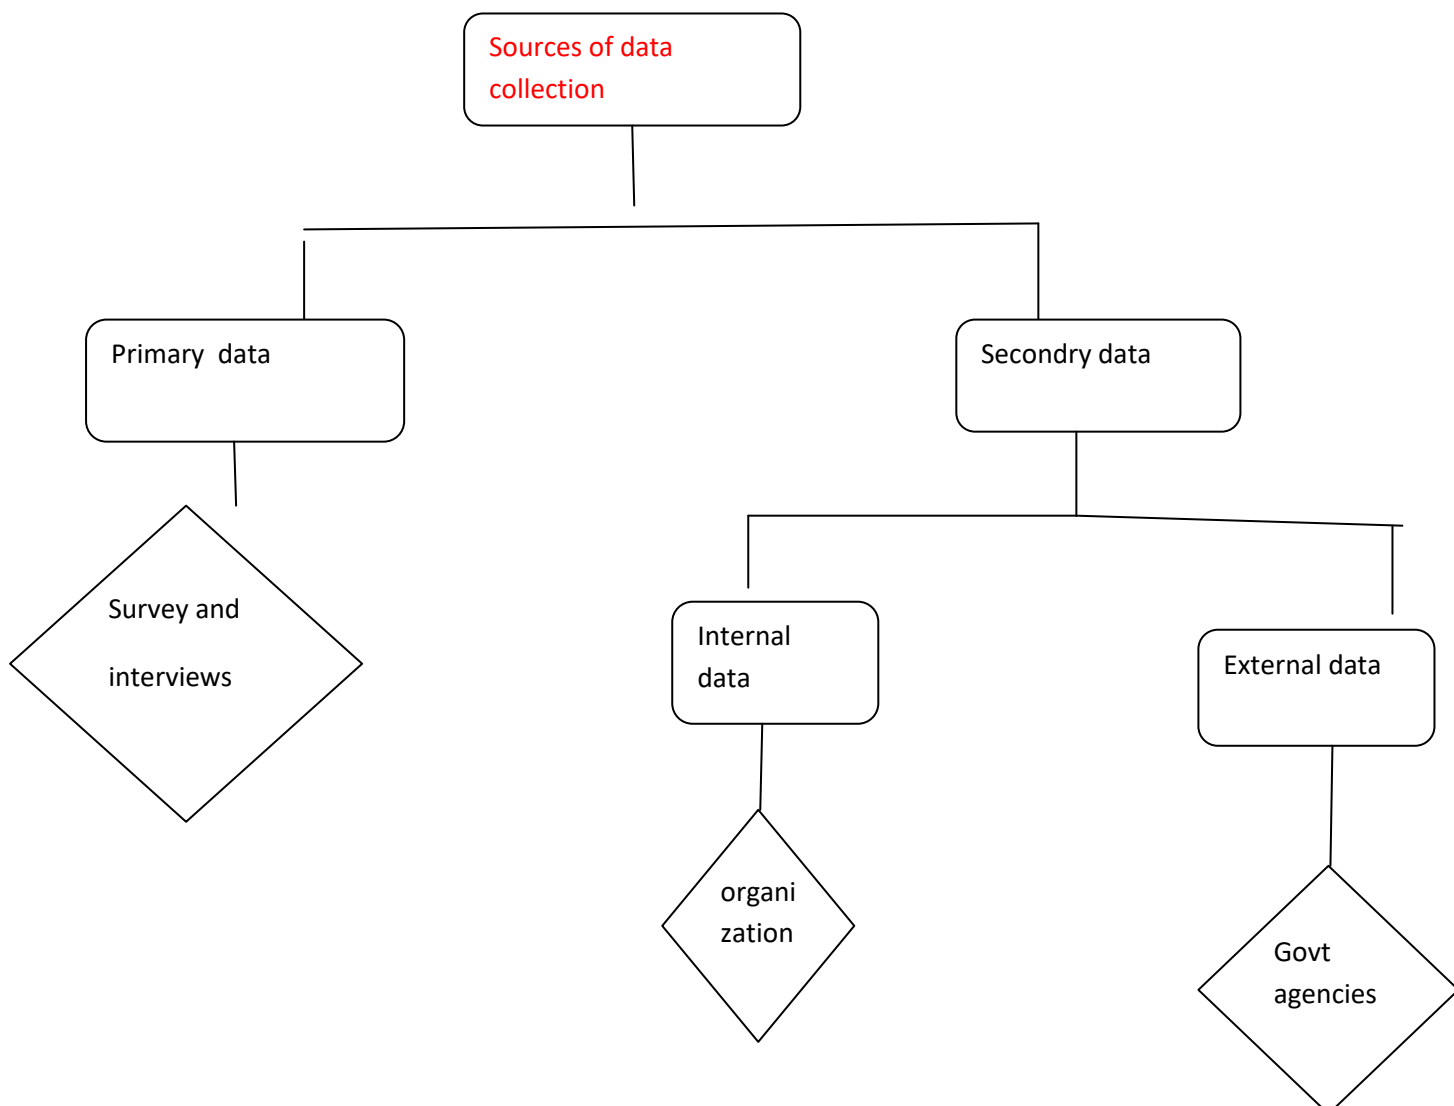 Sources of data
collection
Primary  data
Secondry data
Survey and
interviews
Internal
data
External data
organi
zation
Govt
agencies